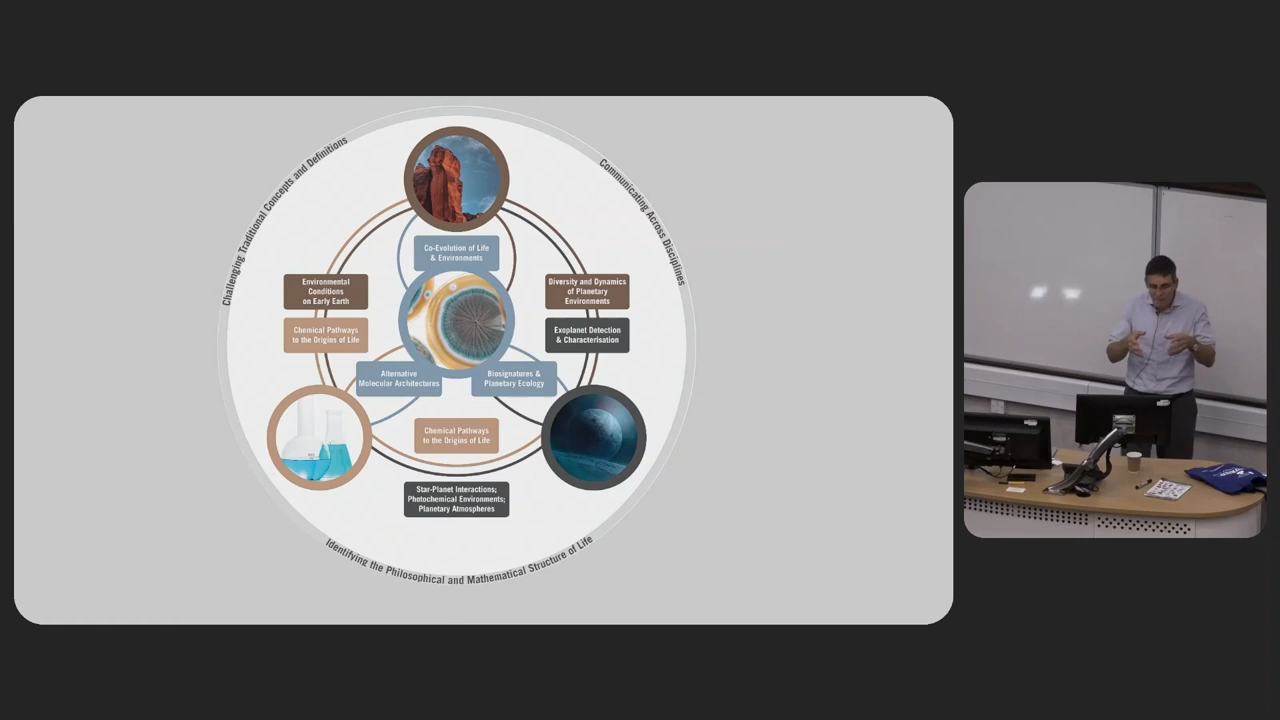 Challenging Traditional Concepts and Definitions
Communicating Across Disciplines
Co-Evolution of Life
& Environments
Environmental
Conditions
on Early Earth
Diversity and Dynamics
of Planetary
Environments
Chemical Pathways
to the Origins of Life
Exoplanet Detection
& Characterisation
Alternative
Molecular Architectures
Biosignatures &
Planetary Ecology
Chemical Pathways
to the Origins of Life
Star-Planet Interactions;
Photochemical Environments;
Planetary Atmospheres
Identifying the Philosophical and Mathematical Structure of Life